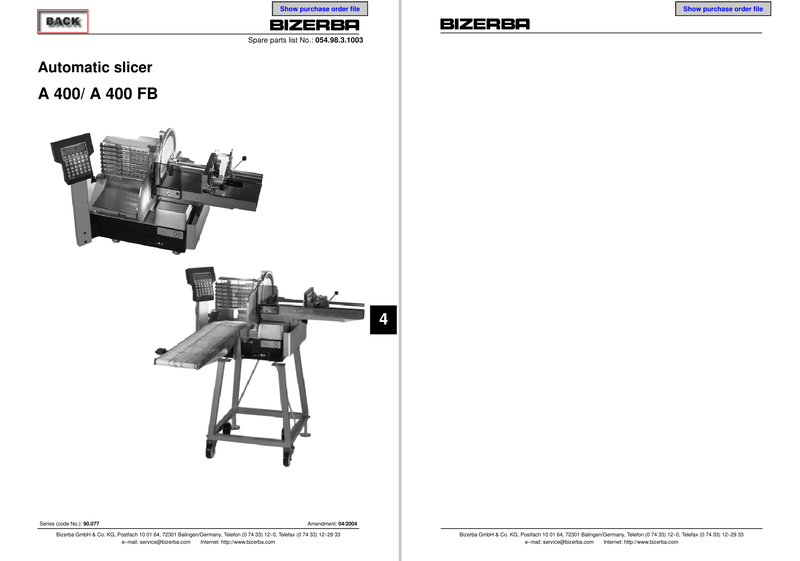 Show purchase order file
BACK
BIZERBA
Spare parts list No.: 054.98.3.1003
Automatic slicer
A 400/ A 400 FB
4
Series (code No.): 90.077
Amendment: 04/2004
Bizerba GmbH & Co. KG, Postfach 10 01 64, 72301 Balingen/Germany, Telefon (0 74 33) 12-0, Telefax (0 74 33) 12-29 33
e-mail: service@bizerba.com Internet: http://www.bizerba.com
Show purchase order file
BIZERBA
Bizerba GmbH & Co. KG, Postfach 10 01 64, 72301 Balingen/Germany, Telefon (0 74 33) 12-0, Telefax (0 74 33) 12-29 33
e-mail: service@bizerba.com Internet: http://www.bizerba.com